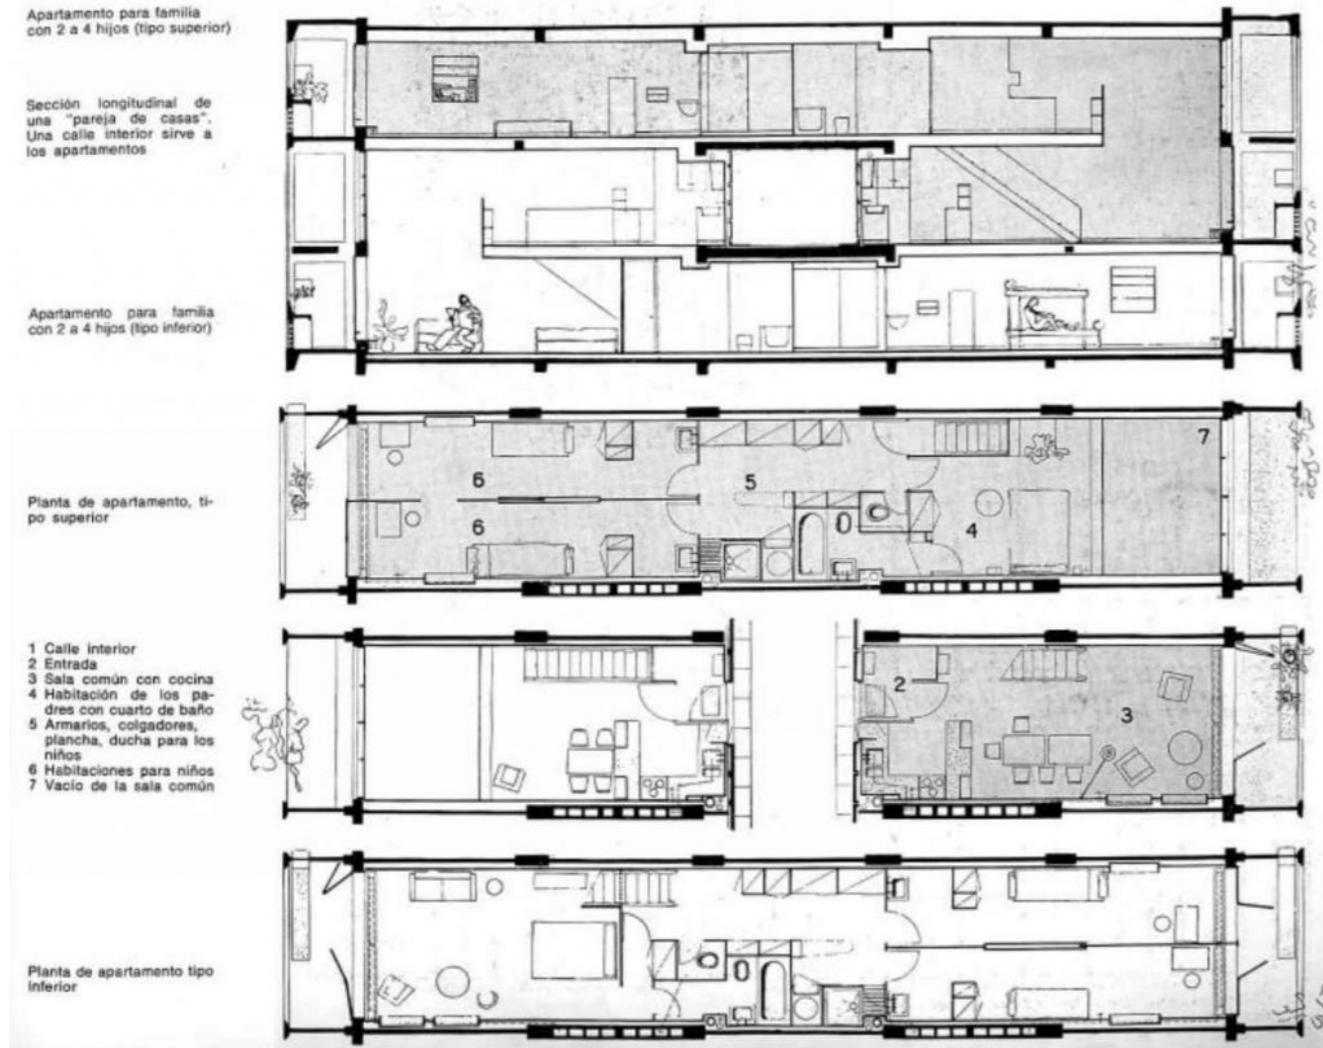 Apartamento para familia
con 2 a 4 hijos (tipo superior)
Sección longitudinal de
una "pareja de casas".
Una calle interior sirve a
los apartamentos
Apartamento para familia
con 2 a 4 hijos (tipo inferior)
7
6
5
6
4
Planta de apartamento, ti-
po superior
1 Calle interior
2 Entrada
3 Sala común con cocina
4 Habitación de los pa-
dres con cuarto de baño
5 Armarios, colgadores,
plancha, ducha para los
niños
6 Habitaciones para niños
7 Vacío de la sala común
2
3
Planta de apartamento tipo
inferior